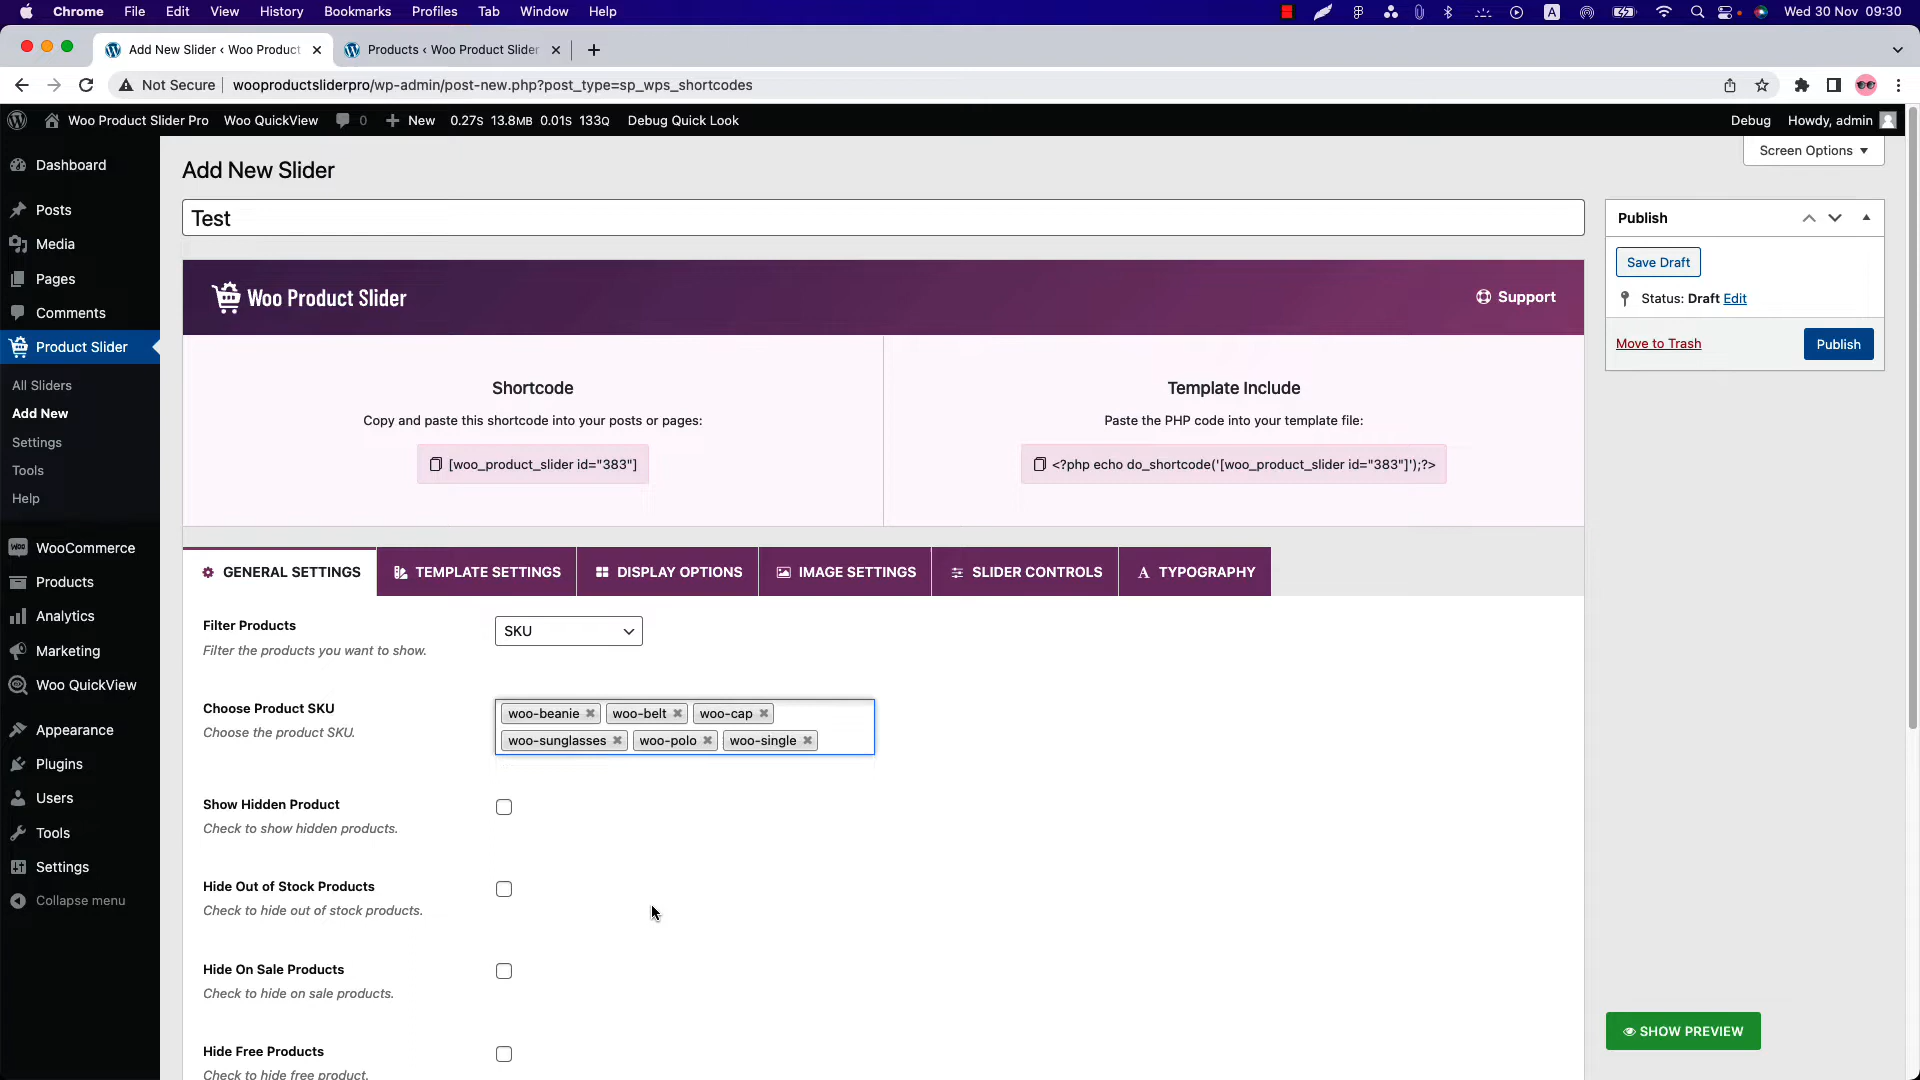 Chrome File Edit View History Bookmarks Profiles Tab Window Help A Wed 30 Nov 09:30
Add New Slider ‹ Woo Product Products ‹ Woo Product Slider
Not Secure wooproductsliderpro/wp-admin/post-new.php?post_type=sp_wps_shortcodes
Woo Product Slider Pro Woo QuickView 0 New 0.27S 13.8MB 0.01S 133Q Debug Quick Look Debug Howdy, admin
Screen Options
Dashboard
Posts
Media
Pages
Comments
Product Slider
All Sliders
Add New
Settings
Tools
Help
WooCommerce
Products
Analytics
Marketing
Woo QuickView
Appearance
Plugins
Users
Tools
Settings
Collapse menu
Add New Slider
Test
Woo Product Slider
Support
Shortcode
Copy and paste this shortcode into your posts or pages:
[woo_product_slider id="383"]
Template Include
Paste the PHP code into your template file:
<?php echo do_shortcode('[woo_product_slider id="383"]');?>
GENERAL SETTINGS TEMPLATE SETTINGS DISPLAY OPTIONS IMAGE SETTINGS SLIDER CONTROLS TYPOGRAPHY
Filter Products
Filter the products you want to show.
SKU
Choose Product SKU
Choose the product SKU.
woo-beanie woo-belt woo-cap
woo-sunglasses woo-polo woo-single
Show Hidden Product
Check to show hidden products.
Hide Out of Stock Products
Check to hide out of stock products.
Hide On Sale Products
Check to hide on sale products.
Hide Free Products
Check to hide free product.
Publish
Save Draft
Status: Draft Edit
Move to Trash
Publish
SHOW PREVIEW